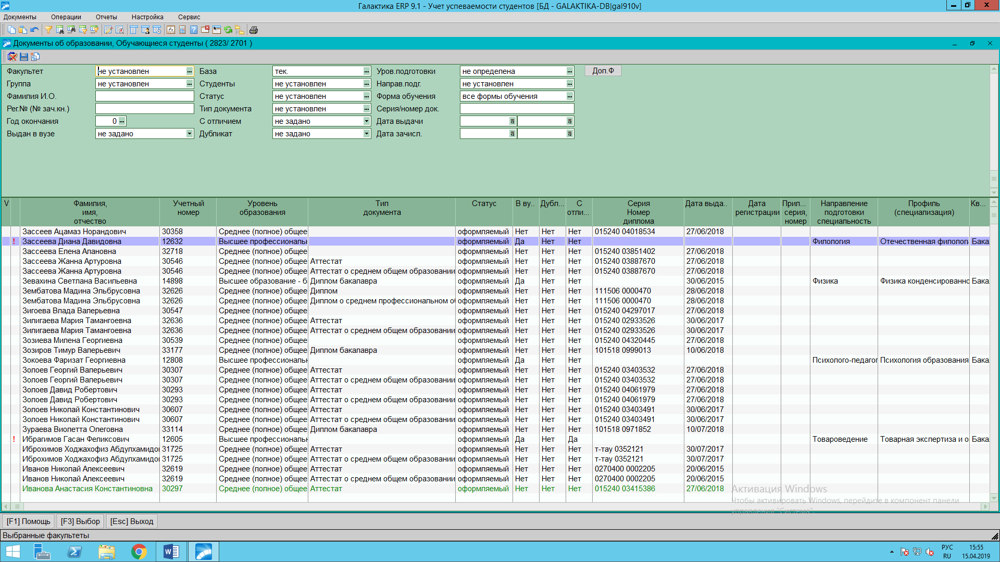 Галактика ERP 9.1 - Учет успеваемости студентов [БД - GALAKTIKA-DB|gal910v]
Документы Операции Отчеты Настройка Сервис
Документы об образовании, Обучающиеся студенты ( 2823/ 2701 )
Факультет не установлен База тек. Уров.подготовки не определена Доп.Ф
Группа не установлен Студенты не установлен Направ.подг. не установлен
Фамилия И.О. Статус не установлен Форма обучения все формы обучения
Рег.№ (№ зач.кн.) Тип документа не установлен Серия/номер док.
Год окончания 0 С отличием не задано Дата выдачи
Выдан в вузе не задано Дубликат не задано Дата зачисл.
V Фамилия, Учетный Уровень Тип Статус В ву.. Дубл... С Серия Дата выда.. Дата Прил... Направление Профиль Кв...
имя, номер образования документа отли... Номер регистрации серия, подготовки (специализация)
отчество диплома номер специальность
Зассеев Ацамаз Норандович 30358 Среднее (полное) общее оформляемый Нет Нет Нет 015240 04018534 27/06/2018
! Зассеева Диана Давидовна 12632 Высшее профессиональн оформляемый Да Нет Нет Филология Отечественная филологи Бака
Зассеева Елена Алановна 32718 Среднее (полное) общее оформляемый Нет Нет Нет 015240 03851402 27/06/2018
Зассеева Жанна Артуровна 30546 Среднее (полное) общее Аттестат оформляемый Нет Нет Нет 015240 03887670 27/06/2018
Зассеева Жанна Артуровна 30546 Среднее (полное) общее Аттестат о среднем общем образовании оформляемый Нет Нет Нет 015240 03887670 27/06/2018
Зевахина Светлана Васильевна 14898 Высшее образование - б Диплом бакалавра оформляемый Да Нет Нет 30/06/2015 Физика Физика конденсированно Бака
Зембатова Мадина Эльбрусовна 32626 Среднее (полное) общее Диплом оформляемый Нет Нет Нет 111506 0000470 28/06/2018
Зембатова Мадина Эльбрусовна 32626 Среднее (полное) общее Диплом о среднем профессиональном об оформляемый Нет Нет Нет 111506 0000470 28/06/2018
Зигоева Влада Валерьевна 30547 Среднее (полное) общее оформляемый Нет Нет Нет 015240 04297017 27/06/2018
Зилигаева Мария Тамангоевна 32636 Среднее (полное) общее Аттестат оформляемый Нет Нет Нет 015240 02933526 30/06/2017
Зилигаева Мария Тамангоевна 32636 Среднее (полное) общее Аттестат о среднем общем образовании оформляемый Нет Нет Нет 015240 02933526 30/06/2017
Зозиева Милена Георгиевна 30539 Среднее (полное) общее оформляемый Нет Нет Нет 015240 04320445 27/06/2018
Зозиров Тимур Валерьевич 33177 Среднее (полное) общее Диплом бакалавра оформляемый Нет Нет Нет 101518 0999013 10/06/2018
Зокоева Фаризат Георгиевна 12808 Высшее профессиональн оформляемый Да Нет Нет Психолого-педагог Психология образования Бака
Золоев Георгий Валерьевич 30307 Среднее (полное) общее Аттестат оформляемый Нет Нет Нет 015240 03403532 27/06/2018
Золоев Георгий Валерьевич 30307 Среднее (полное) общее Аттестат о среднем общем образовании оформляемый Нет Нет Нет 015240 03403532 27/06/2018
Золоев Давид Робертович 30293 Среднее (полное) общее Аттестат оформляемый Нет Нет Нет 015240 04061979 27/06/2018
Золоев Давид Робертович 30293 Среднее (полное) общее Аттестат о среднем общем образовании оформляемый Нет Нет Нет 015240 04061979 27/06/2018
Золоев Николай Константинович 30607 Среднее (полное) общее Аттестат оформляемый Нет Нет Нет 015240 03403491 30/06/2017
Золоев Николай Константинович 30607 Среднее (полное) общее Аттестат о среднем общем образовании оформляемый Нет Нет Нет 015240 03403491 30/06/2017
Зураева Виолетта Олеговна 33114 Среднее (полное) общее Диплом бакалавра оформляемый Нет Нет Нет 101518 0971852 10/07/2018
! Ибрагимов Гасан Феликсович 12605 Высшее профессиональн оформляемый Да Нет Да Товароведение Товарная экспертиза и о Бака
Иброхимов Ходжахофиз Абдулхамидо 31725 Среднее (полное) общее Аттестат оформляемый Нет Нет Нет т-тау 0352121 30/07/2017
Иброхимов Ходжахофиз Абдулхамидо 31725 Среднее (полное) общее Аттестат о среднем общем образовании оформляемый Нет Нет Нет т-тау 0352121 30/07/2017
Иванов Николай Алексеевич 32619 Среднее (полное) общее Аттестат оформляемый Нет Нет Нет 0270400 0002205 20/06/2015
Иванов Николай Алексеевич 32619 Среднее (полное) общее Аттестат о среднем общем образовании оформляемый Нет Нет Нет 0270400 0002205 20/06/2015
Иванова Анастасия Константиновна 30297 Среднее (полное) общее Аттестат оформляемый Нет Нет Нет 015240 03415386 27/06/2018
Активация Windows
Чтобы активировать Windows, перейдите в компонент панели
управления "Система".
[F1] Помощь [F3] Выбор [Esc] Выход
Выбранные факультеты
РУС 15:55
RU 15.04.2019